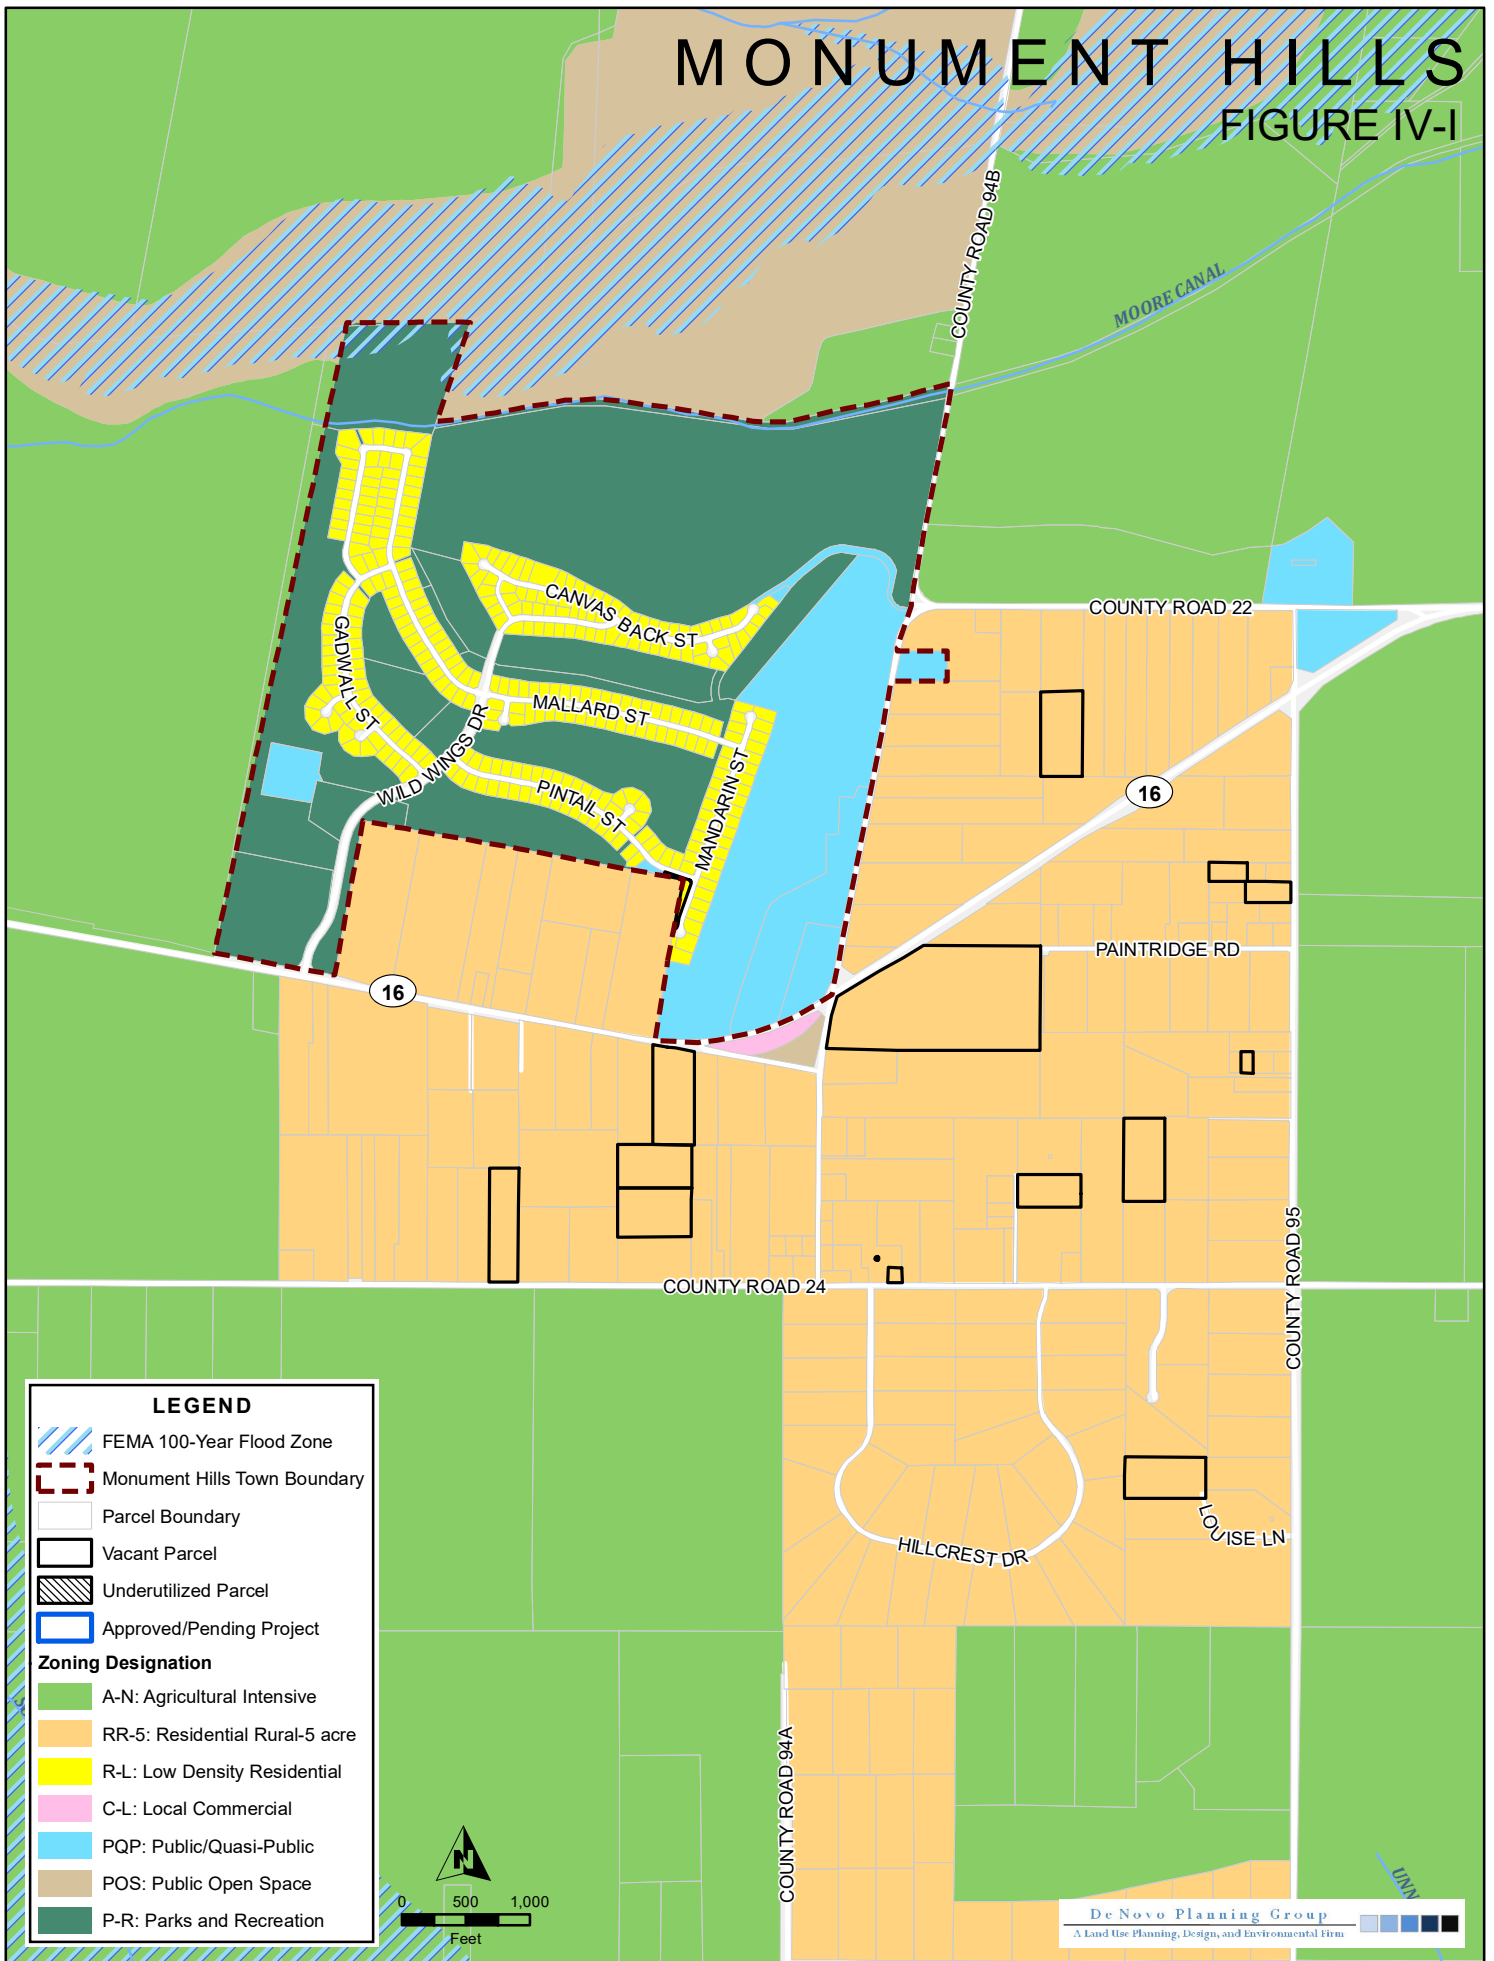 MONUMENT HILLS
FIGURE IV-I
COUNTY ROAD 94B
MOORE CANAL
COUNTY ROAD 22
CANVAS BACK ST
GADWALL ST
MALLARD ST
WILD WINGS DR
PINTAIL ST
MANDARIN ST
16
PAINTRIDGE RD
16
COUNTY ROAD 24
COUNTY ROAD 95
HILLCREST DR
LOUISE LN
COUNTY ROAD 94A
LEGEND
FEMA 100-Year Flood Zone
Monument Hills Town Boundary
Parcel Boundary
Vacant Parcel
Underutilized Parcel
Approved/Pending Project
Zoning Designation
A-N: Agricultural Intensive
RR-5: Residential Rural-5 acre
R-L: Low Density Residential
C-L: Local Commercial
PQP: Public/Quasi-Public
POS: Public Open Space
P-R: Parks and Recreation
N
0 500 1,000
Feet
UNN
De Novo Planning Group
A Land Use Planning, Design, and Environmental Firm